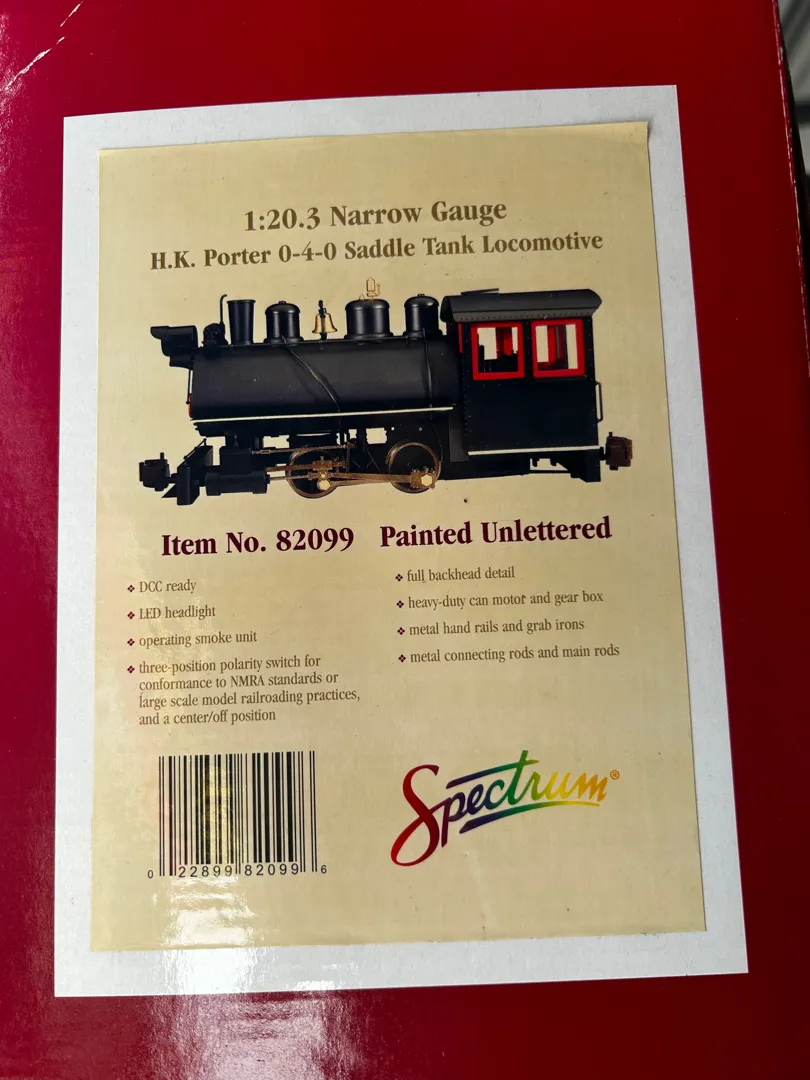 1:20.3 Narrow Gauge
H.K. Porter 0-4-0 Saddle Tank Locomotive
Item No. 82099 Painted Unlettered
❖ DCC ready
❖ LED headlight
❖ operating smoke unit
❖ three-position polarity switch for
conformance to NMRA standards or
large scale model railroading practices,
and a center/off position
❖ full backhead detail
❖ heavy-duty can motor and gear box
❖ metal hand rails and grab irons
❖ metal connecting rods and main rods
0 22899 82099 6
Spectrum®